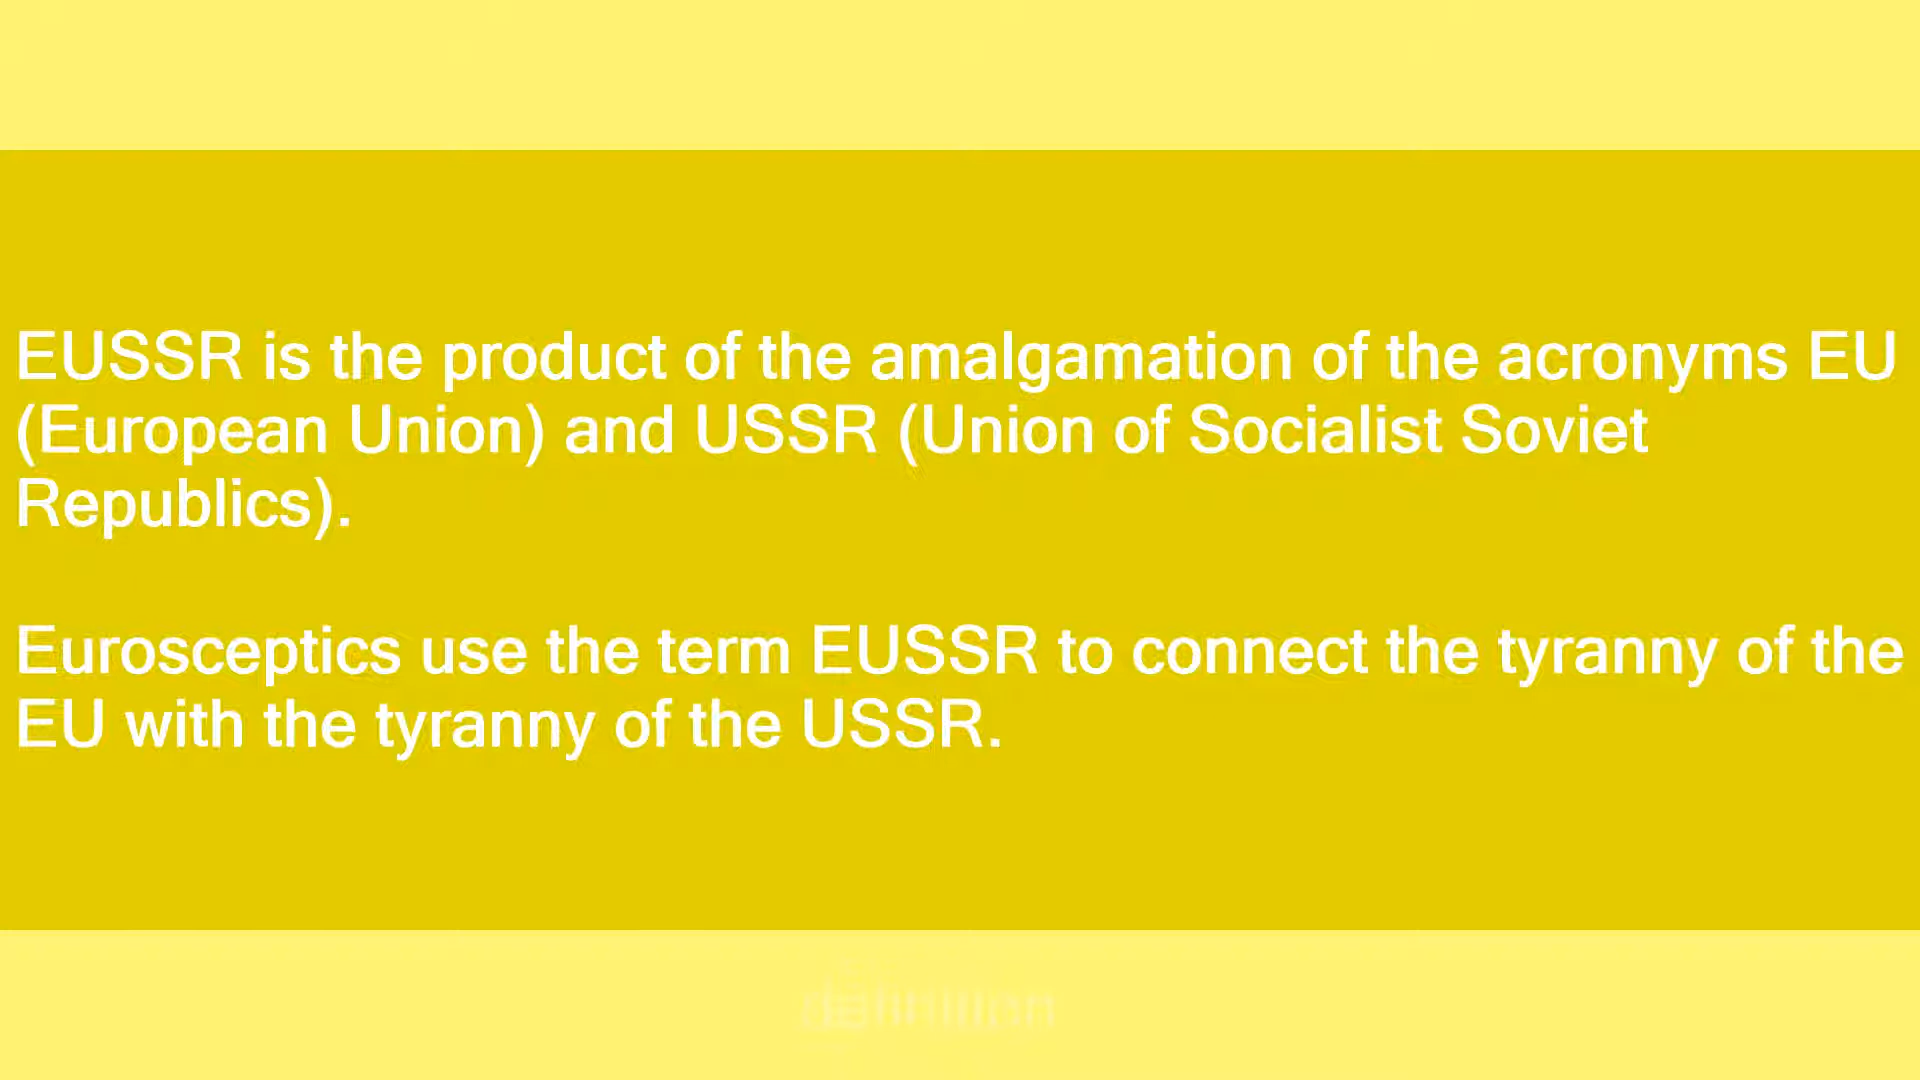 EUSSR is the product of the amalgamation of the acronyms EU
(European Union) and USSR (Union of Socialist Soviet
Republics).
Eurosceptics use the term EUSSR to connect the tyranny of the
EU with the tyranny of the USSR.
definition